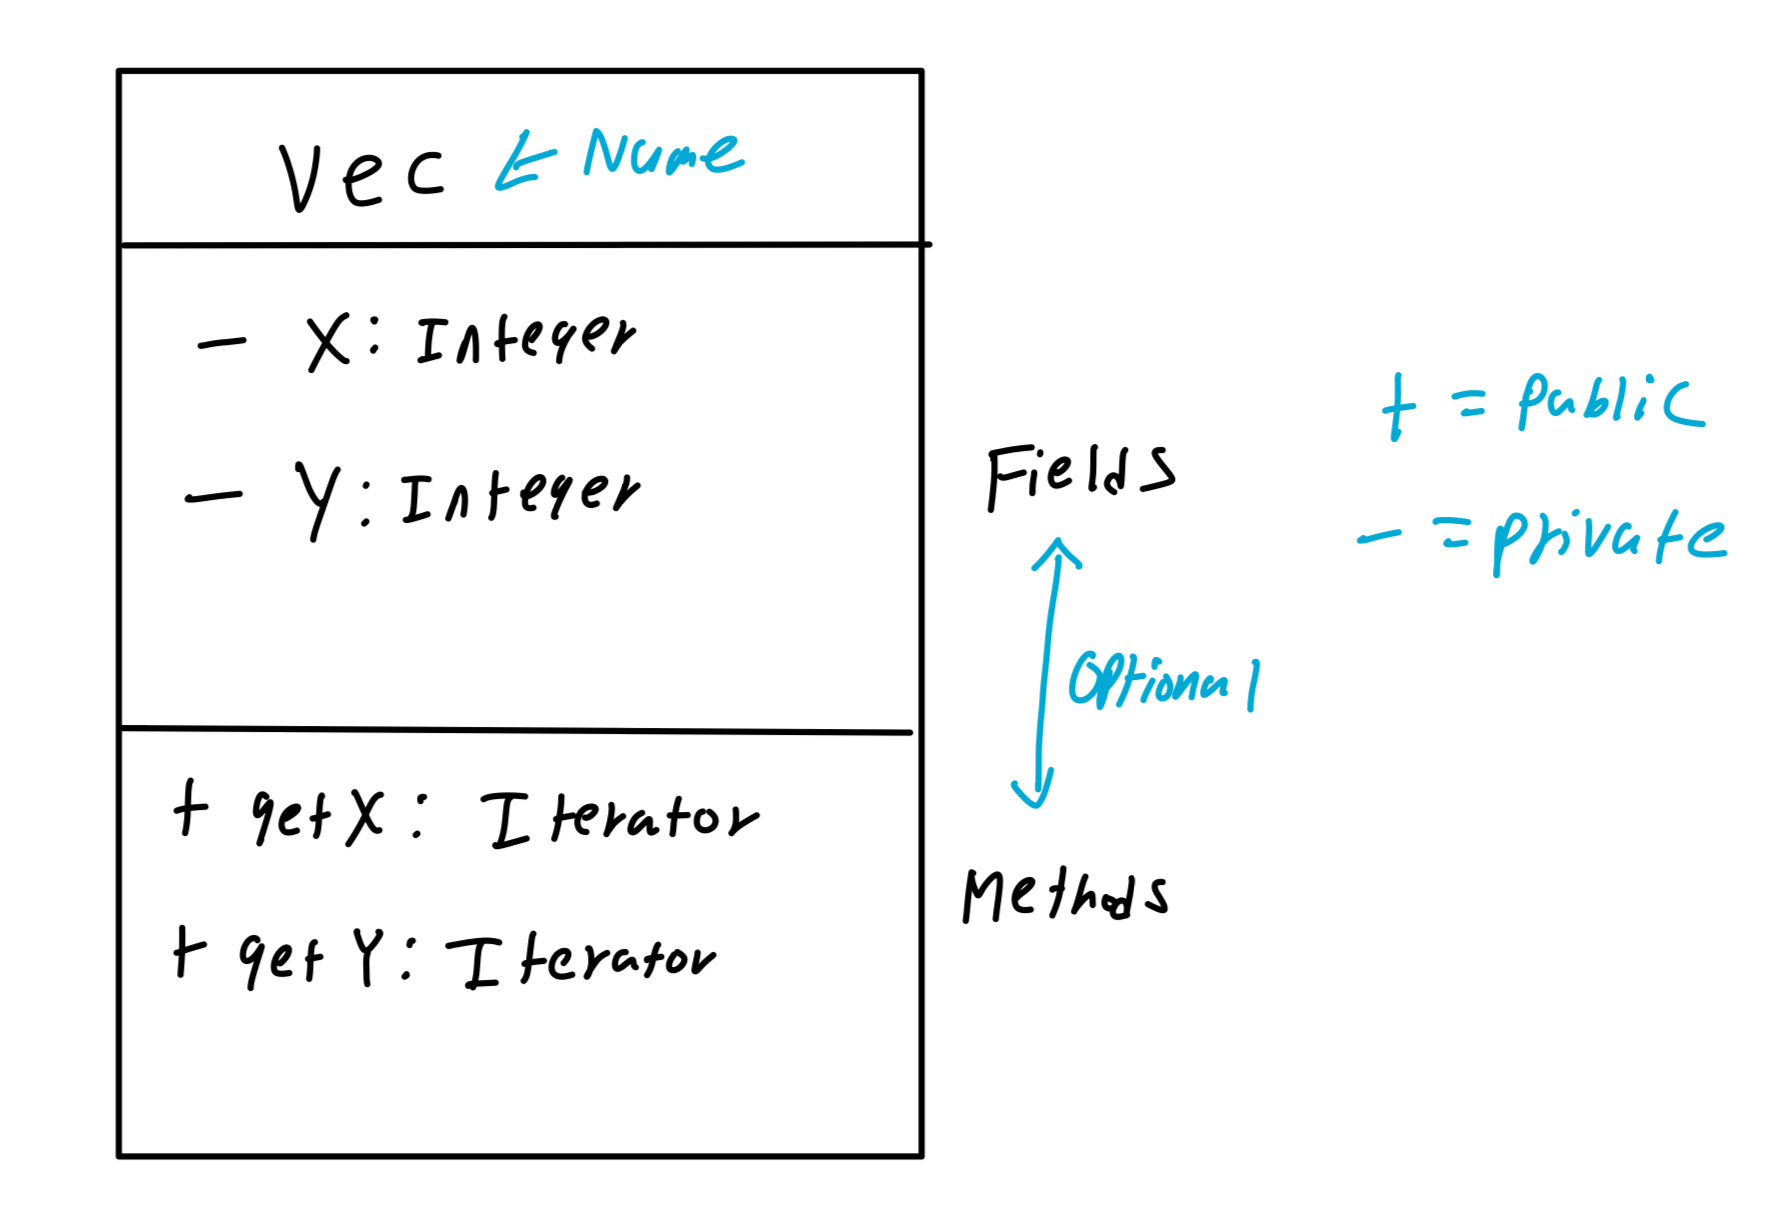 Vec ← Name
- X: Integer
- Y: Integer
+ getX: Iterator
+ getY: Iterator
Fields
Optional
Methods
+ = public
- = private